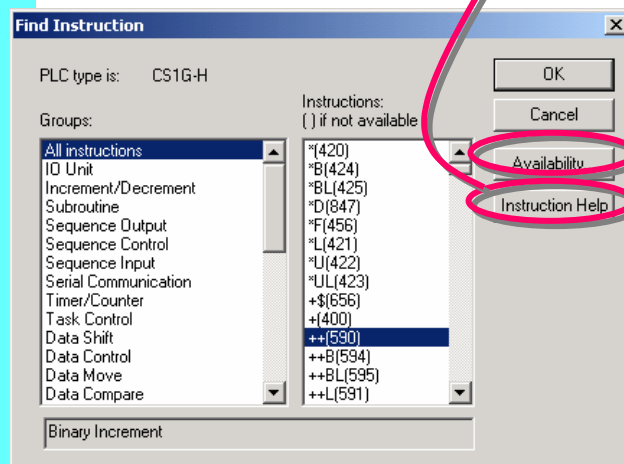 Find Instruction
PLC type is: CS1G-H
Groups:
All instructions
IO Unit
Increment/Decrement
Subroutine
Sequence Output
Sequence Control
Sequence Input
Serial Communication
Timer/Counter
Task Control
Data Shift
Data Control
Data Move
Data Compare
Instructions:
( ) if not available
*(420)
*B(424)
*BL(425)
*D(847)
*F(456)
*L(421)
*U(422)
*UL(423)
+$(656)
+(400)
++(590)
++B(594)
++BL(595)
++L(591)
OK
Cancel
Availability
Instruction Help
Binary Increment